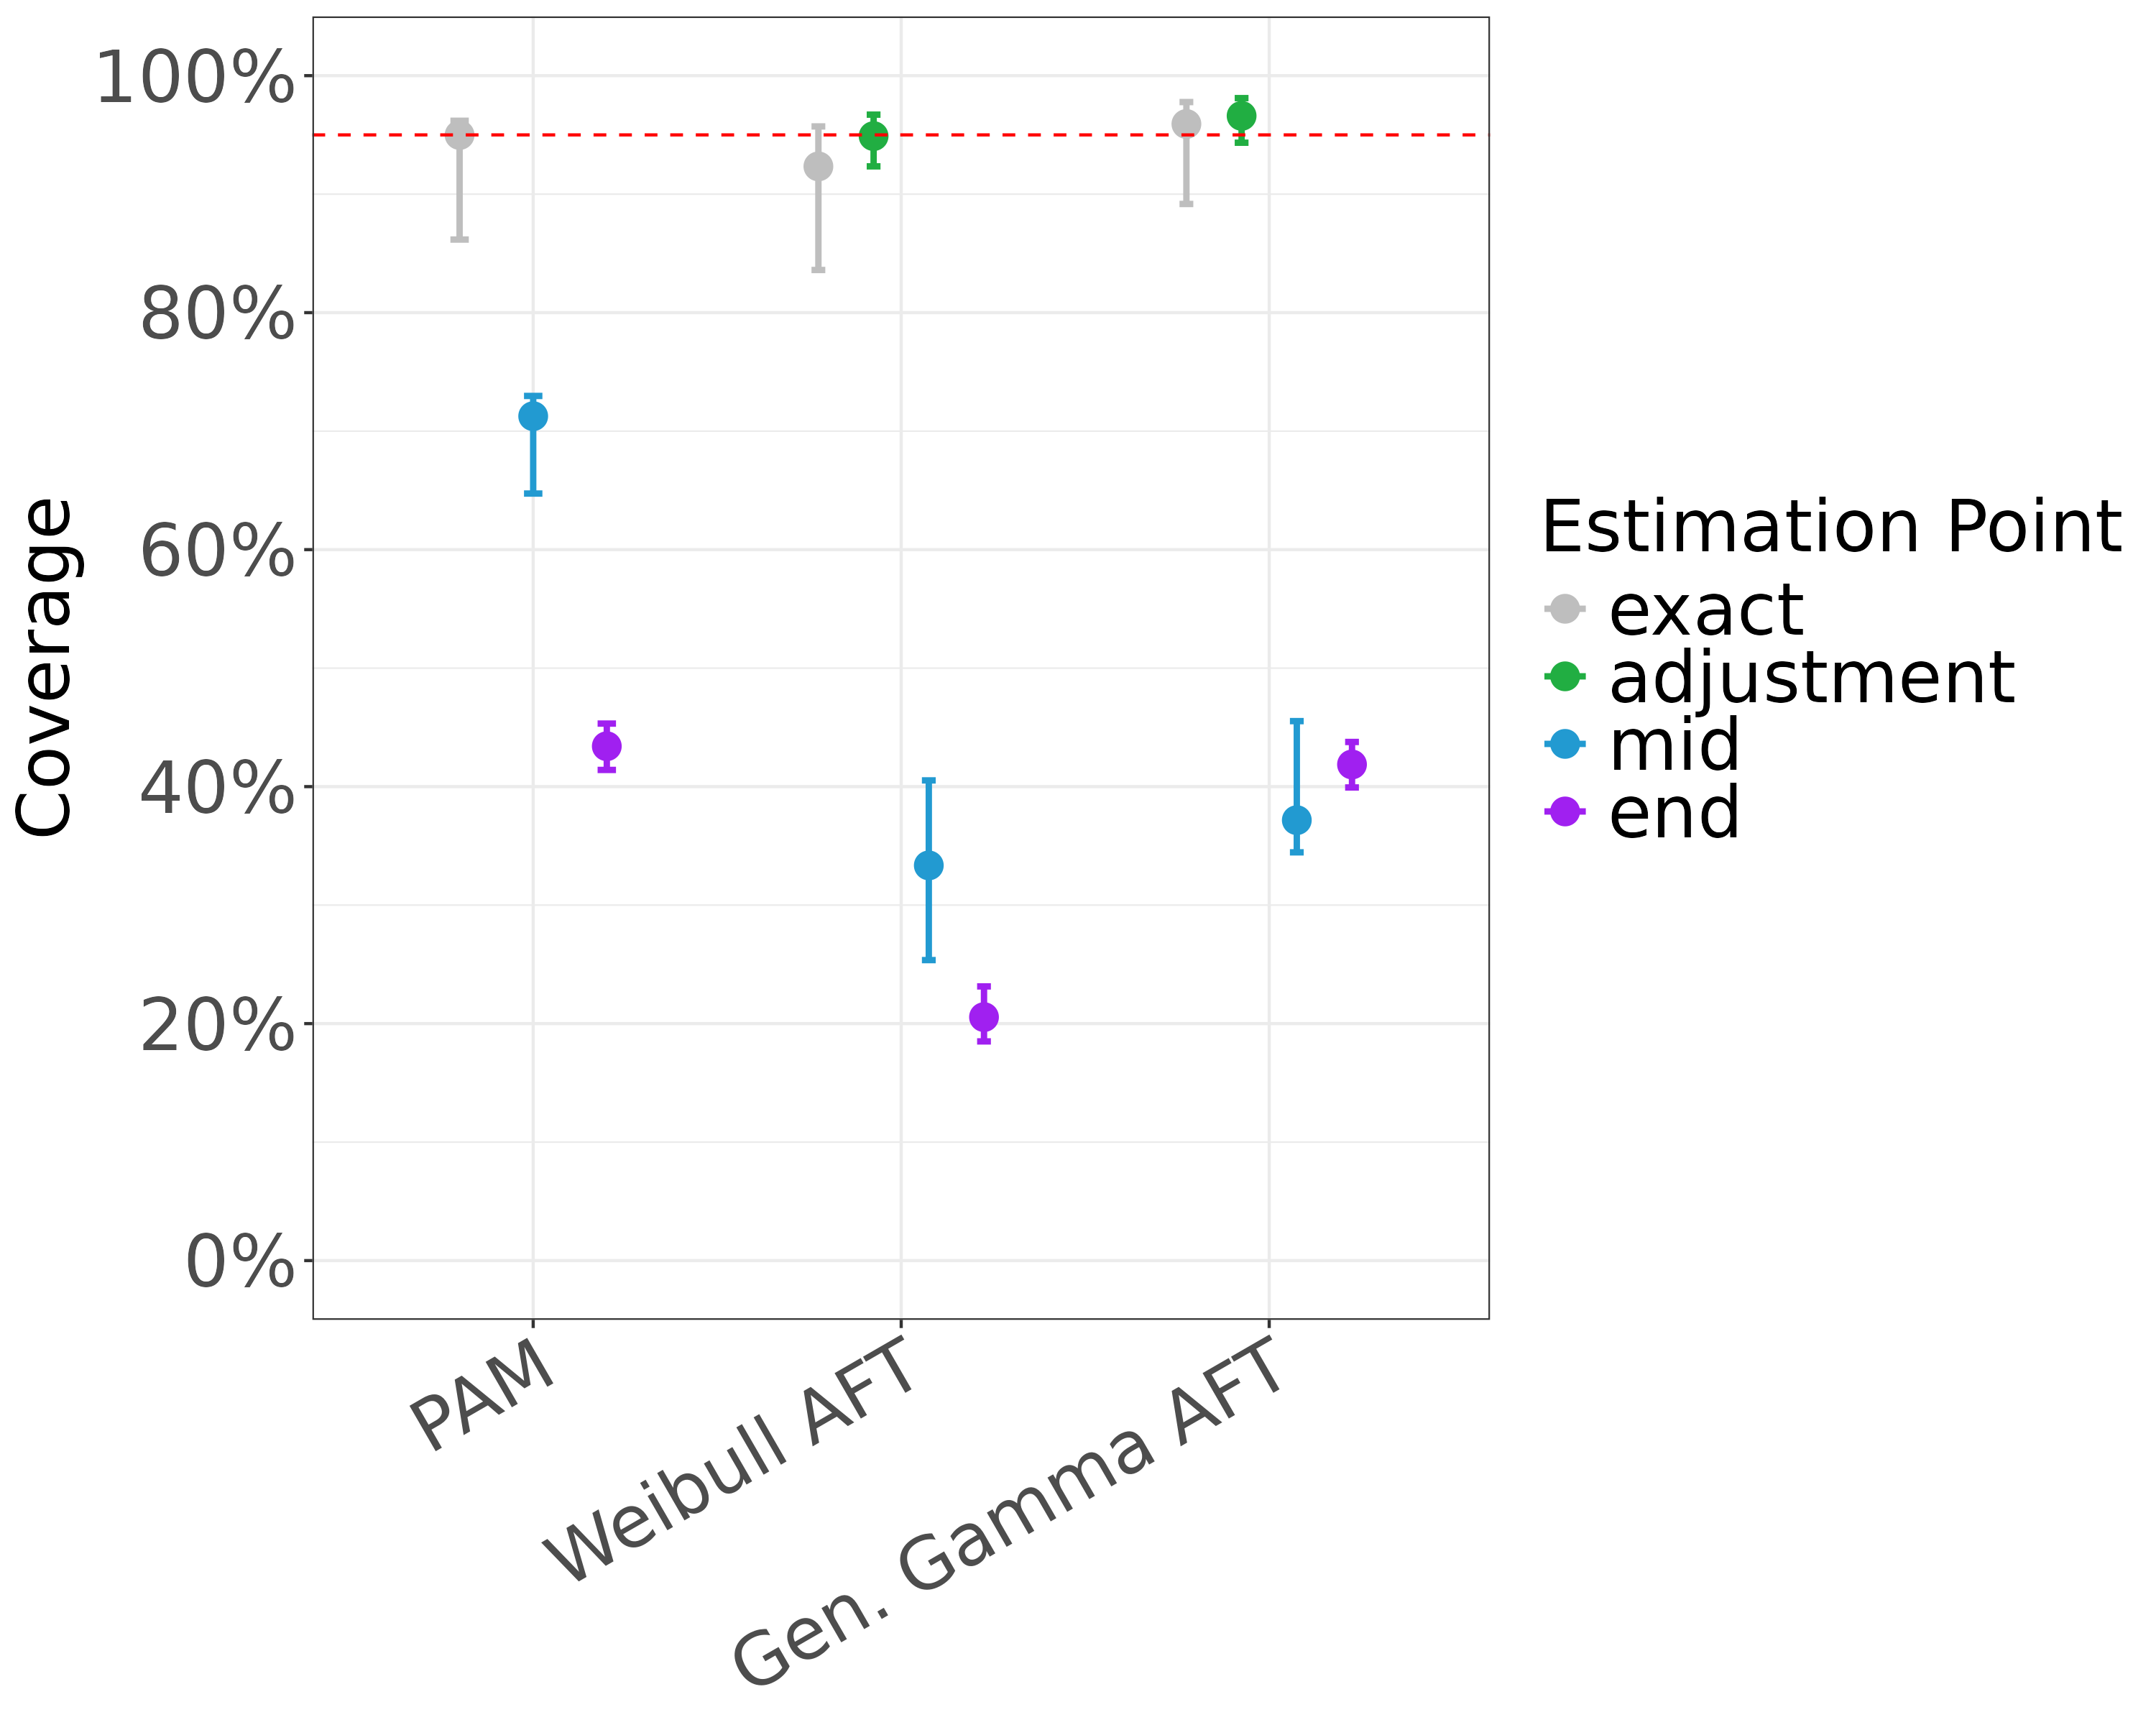 100%
80%
60%
40%
20%
0%
Coverage
PAM
Weibull AFT
Gen. Gamma AFT
Estimation Point
exact
adjustment
mid
end